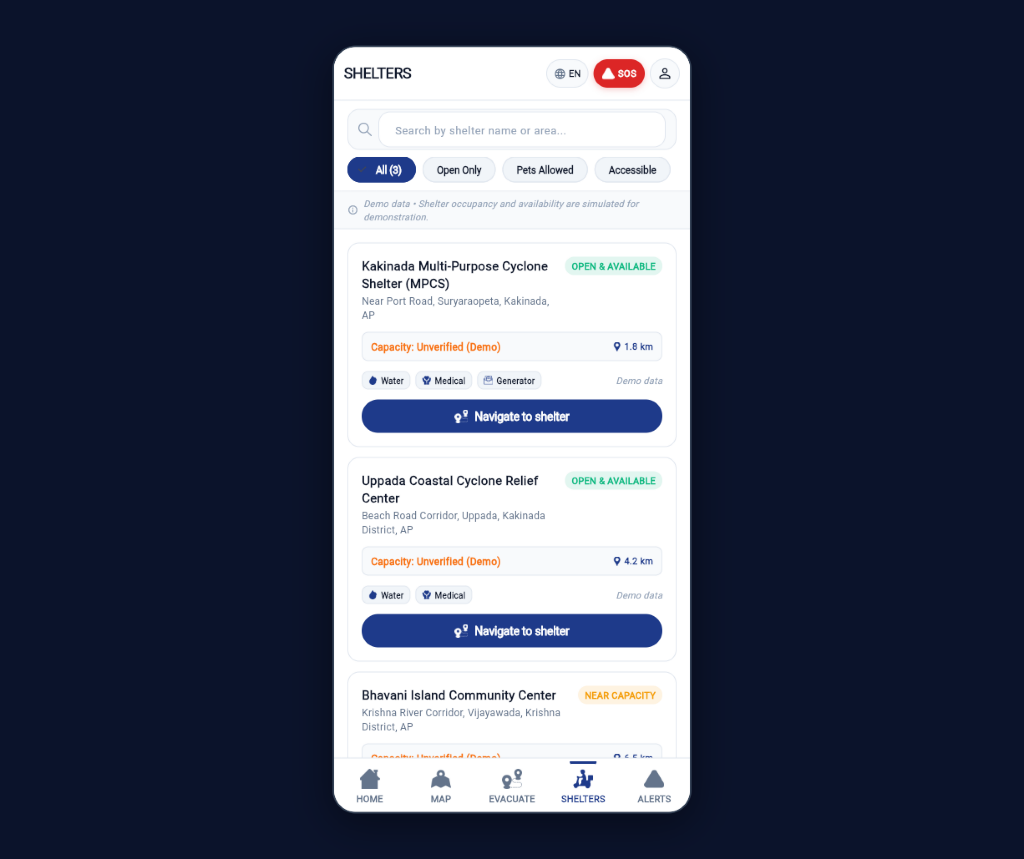 SHELTERS
EN
SOS
Search by shelter name or area...
All (3)
Open Only
Pets Allowed
Accessible
Demo data • Shelter occupancy and availability are simulated for
demonstration.
Kakinada Multi-Purpose Cyclone
Shelter (MPCS)
OPEN & AVAILABLE
Near Port Road, Suryaraopeta, Kakinada,
AP
Capacity: Unverified (Demo)
1.8 km
Water
Medical
Generator
Demo data
Navigate to shelter
Uppada Coastal Cyclone Relief
Center
OPEN & AVAILABLE
Beach Road Corridor, Uppada, Kakinada
District, AP
Capacity: Unverified (Demo)
4.2 km
Water
Medical
Demo data
Navigate to shelter
Bhavani Island Community Center
NEAR CAPACITY
Krishna River Corridor, Vijayawada, Krishna
District, AP
Capacity: Unverified (Demo)
HOME
MAP
EVACUATE
SHELTERS
ALERTS